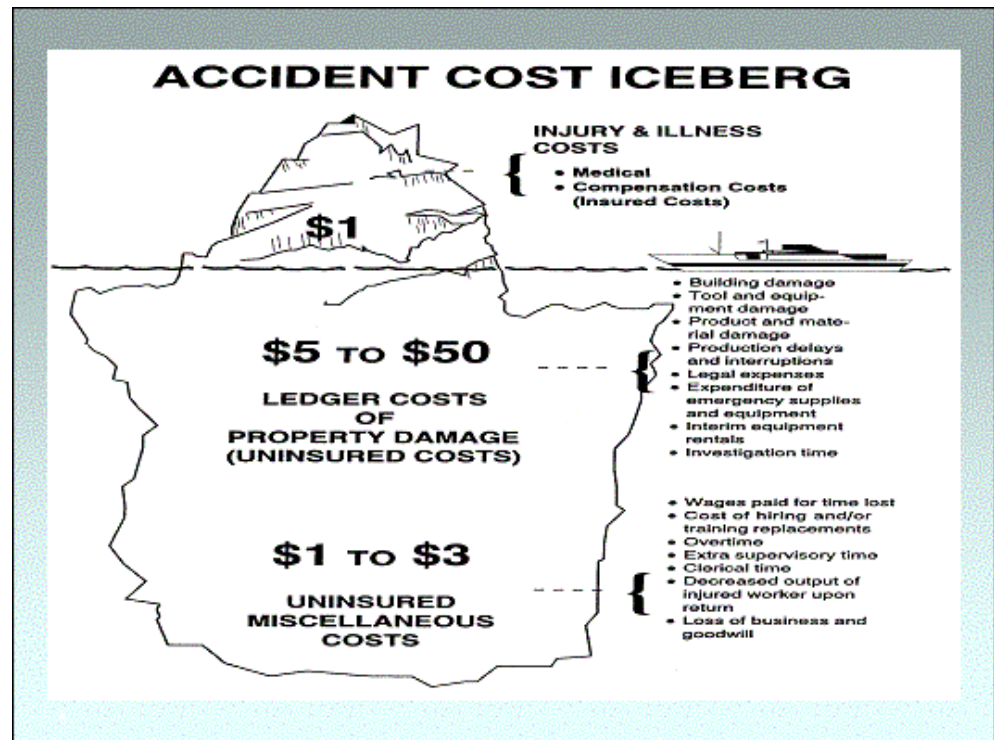 ACCIDENT COST ICEBERG
INJURY & ILLNESS
COSTS
• Medical
• Compensation Costs
(Insured Costs)
$1
• Building damage
• Tool and equip-
ment damage
• Product and mate-
rial damage
• Production delays
and interruptions
• Legal expenses
• Expenditure of
emergency supplies
and equipment
• Interim equipment
rentals
• Investigation time
$5 TO $50
LEDGER COSTS
OF
PROPERTY DAMAGE
(UNINSURED COSTS)
• Wages paid for time lost
• Cost of hiring and/or
training replacements
• Overtime
• Extra supervisory time
• Clerical time
• Decreased output of
injured worker upon
return
• Loss of business and
goodwill
$1 TO $3
UNINSURED
MISCELLANEOUS
COSTS